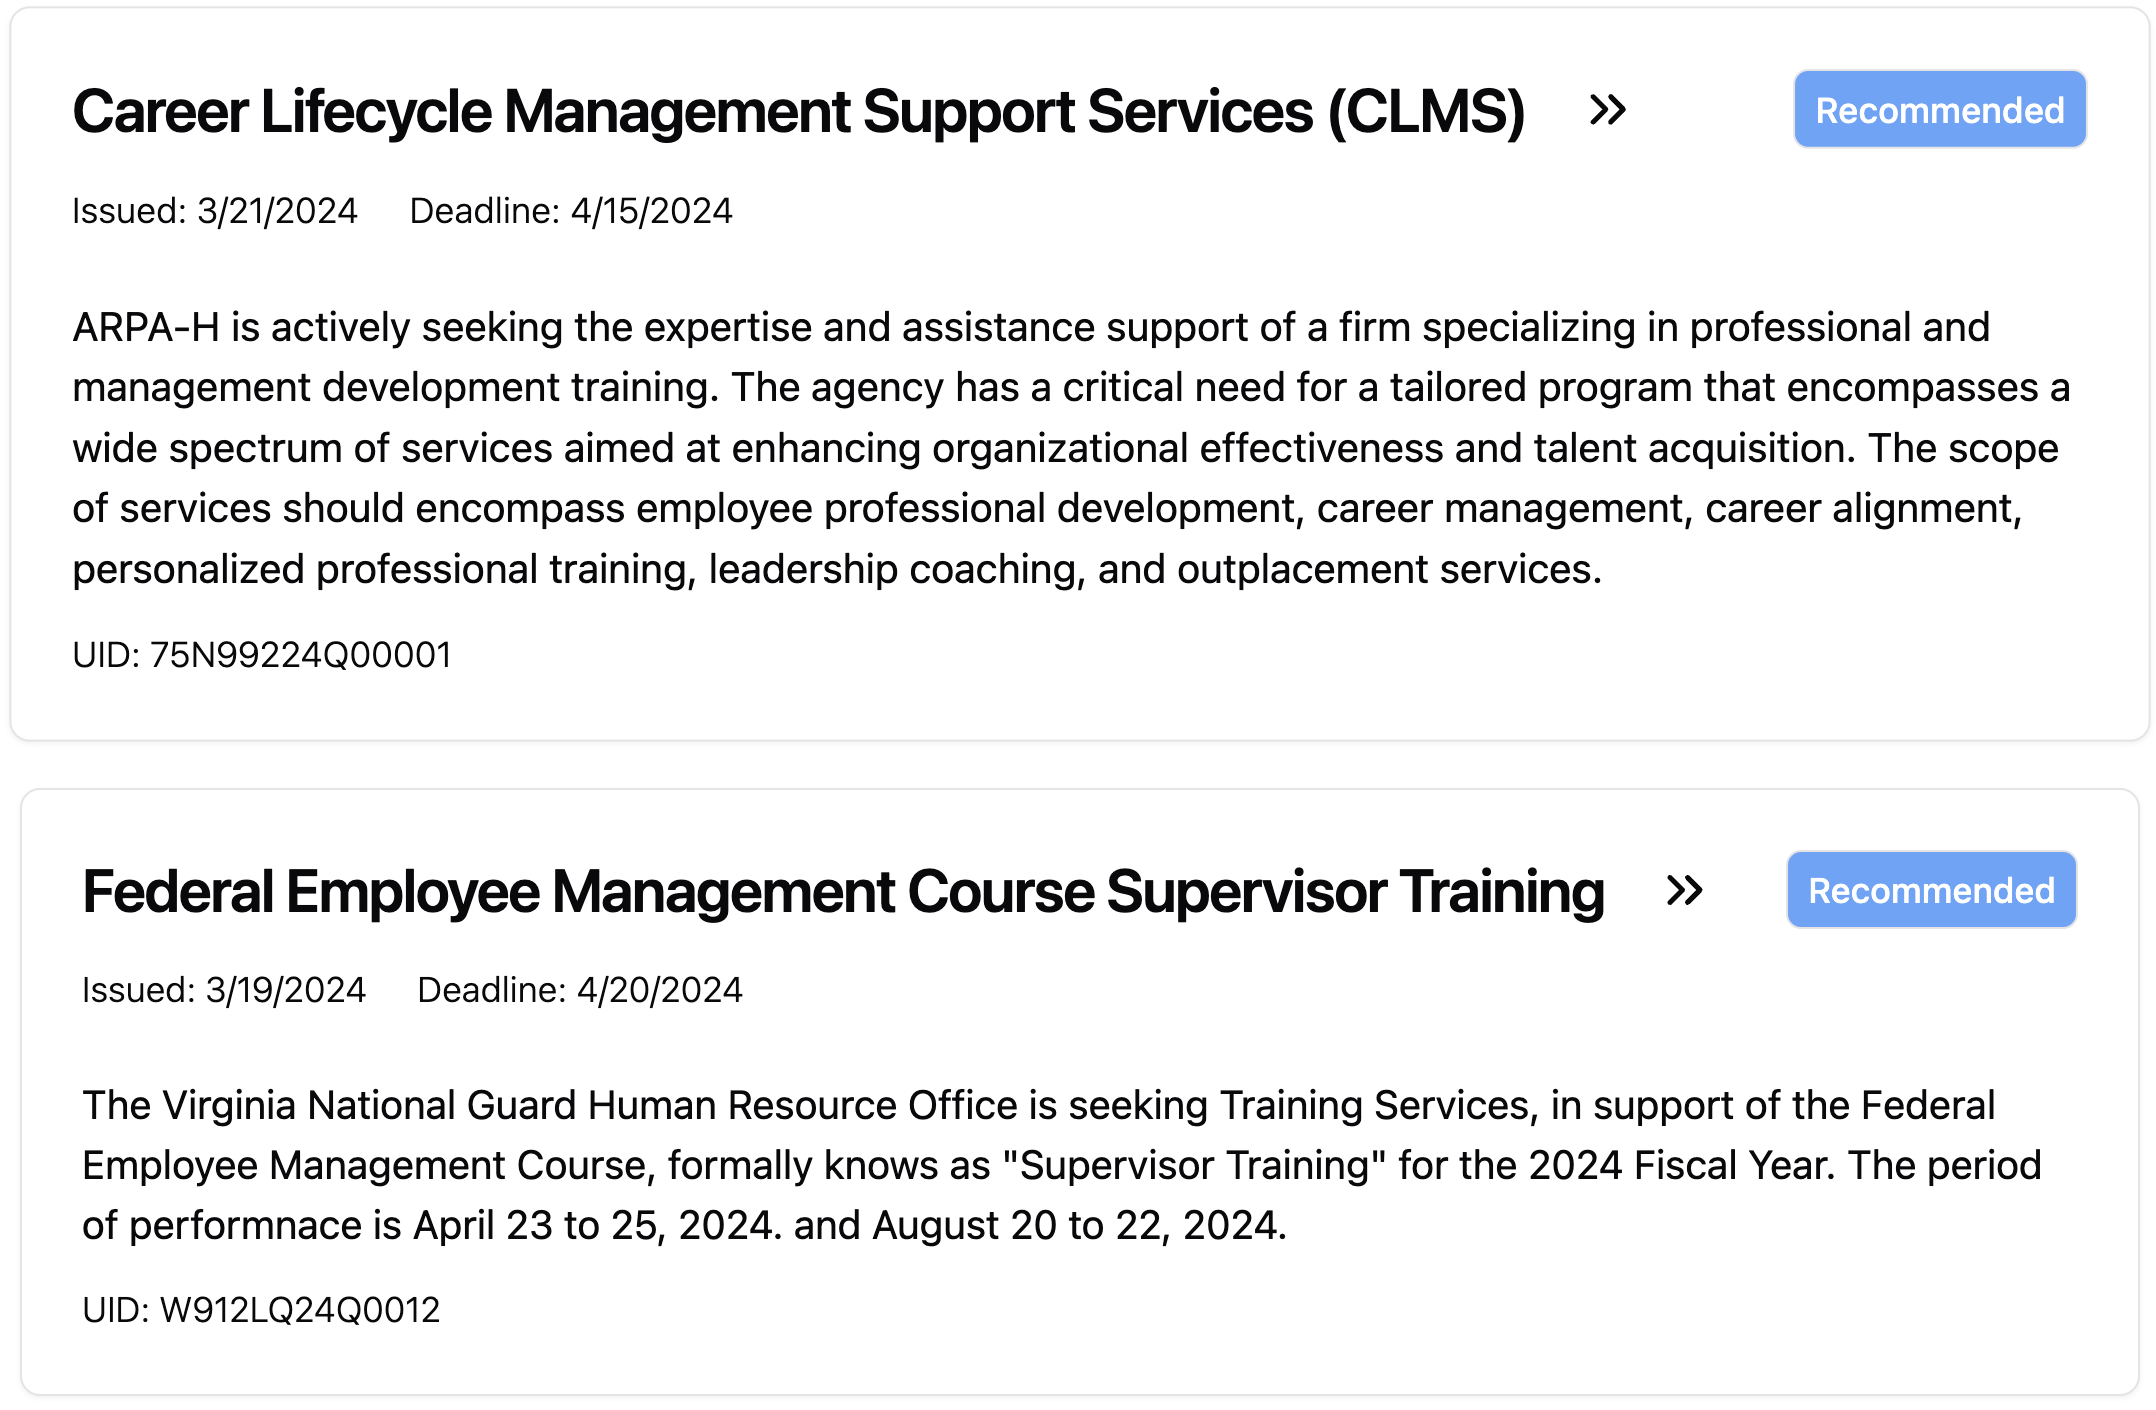 Career Lifecycle Management Support Services (CLMS) »
Recommended
Issued: 3/21/2024 Deadline: 4/15/2024
ARPA-H is actively seeking the expertise and assistance support of a firm specializing in professional and
management development training. The agency has a critical need for a tailored program that encompasses a
wide spectrum of services aimed at enhancing organizational effectiveness and talent acquisition. The scope
of services should encompass employee professional development, career management, career alignment,
personalized professional training, leadership coaching, and outplacement services.
UID: 75N99224Q00001
Federal Employee Management Course Supervisor Training »
Recommended
Issued: 3/19/2024 Deadline: 4/20/2024
The Virginia National Guard Human Resource Office is seeking Training Services, in support of the Federal
Employee Management Course, formally knows as "Supervisor Training" for the 2024 Fiscal Year. The period
of performnace is April 23 to 25, 2024. and August 20 to 22, 2024.
UID: W912LQ24Q0012